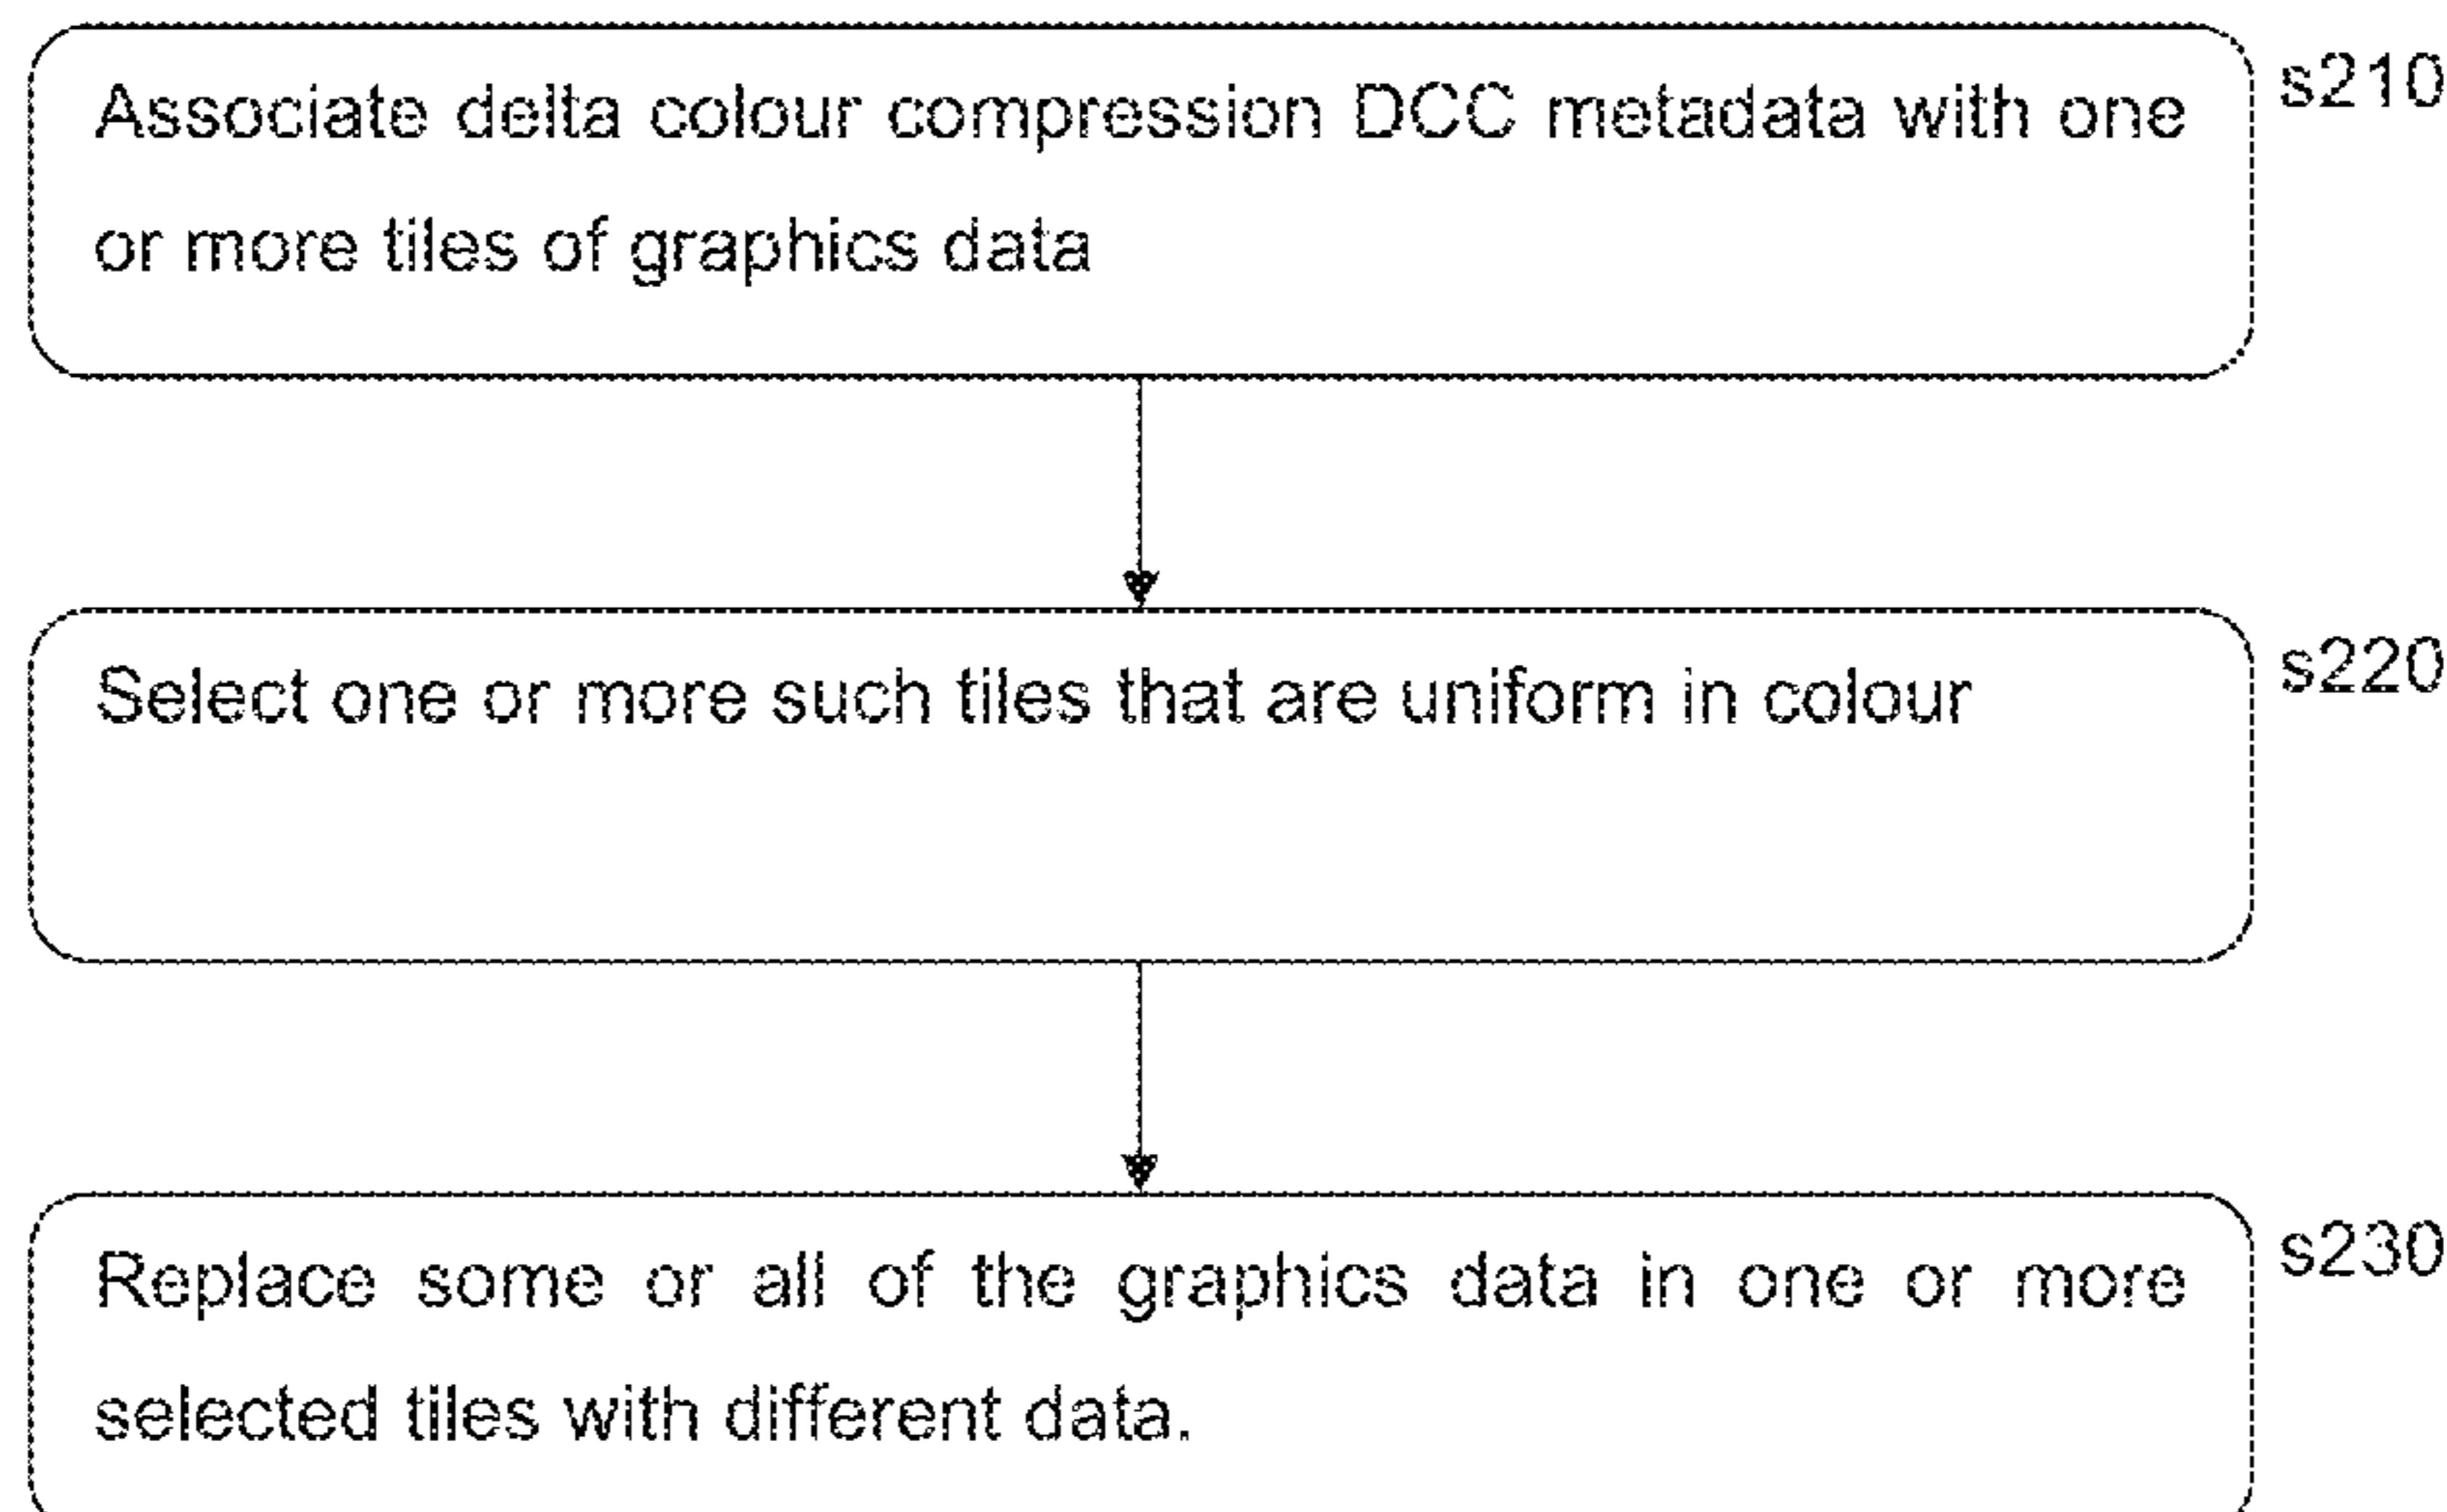 Associate delta colour compression DCC metadata with one s210
or more tiles of graphics data
Select one or more such tiles that are uniform in colour s220
Replace some or all of the graphics data in one or more s230
selected tiles with different data.